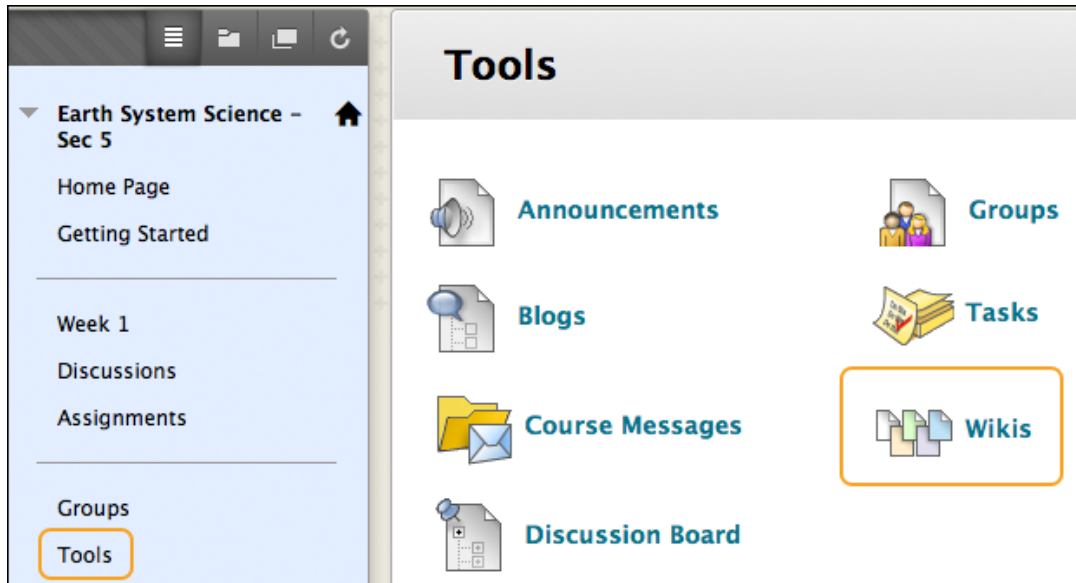 Earth System Science –
Sec 5
Home Page
Getting Started
Week 1
Discussions
Assignments
Groups
Tools
Tools
Announcements
Groups
Blogs
Tasks
Course Messages
Wikis
Discussion Board